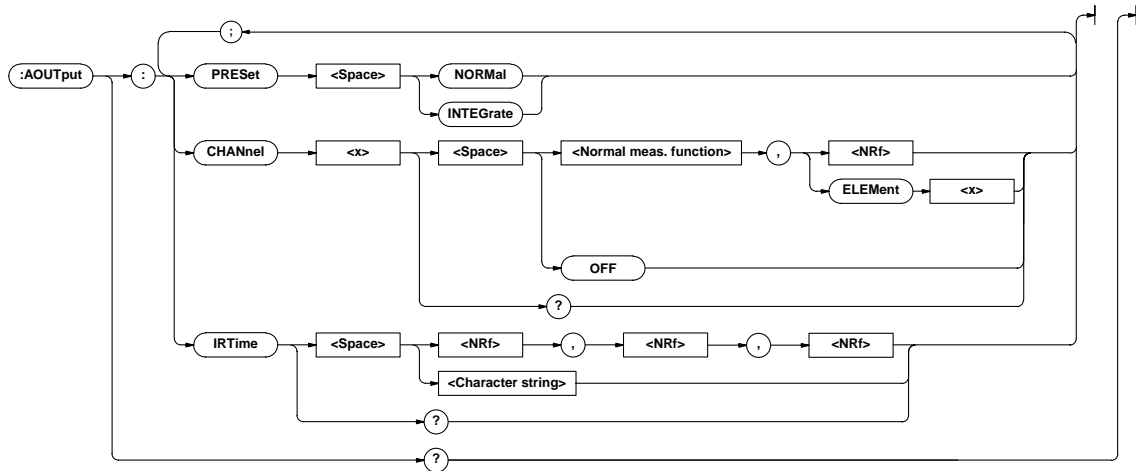 ;
:AOUTput : PRESet <Space> NORMal
INTEGrate
CHANnel <x> <Space> <Normal meas. function> , <NRf>
ELEMent <x>
OFF
?
IRTime <Space> <NRf> , <NRf> , <NRf>
<Character string>
?
?